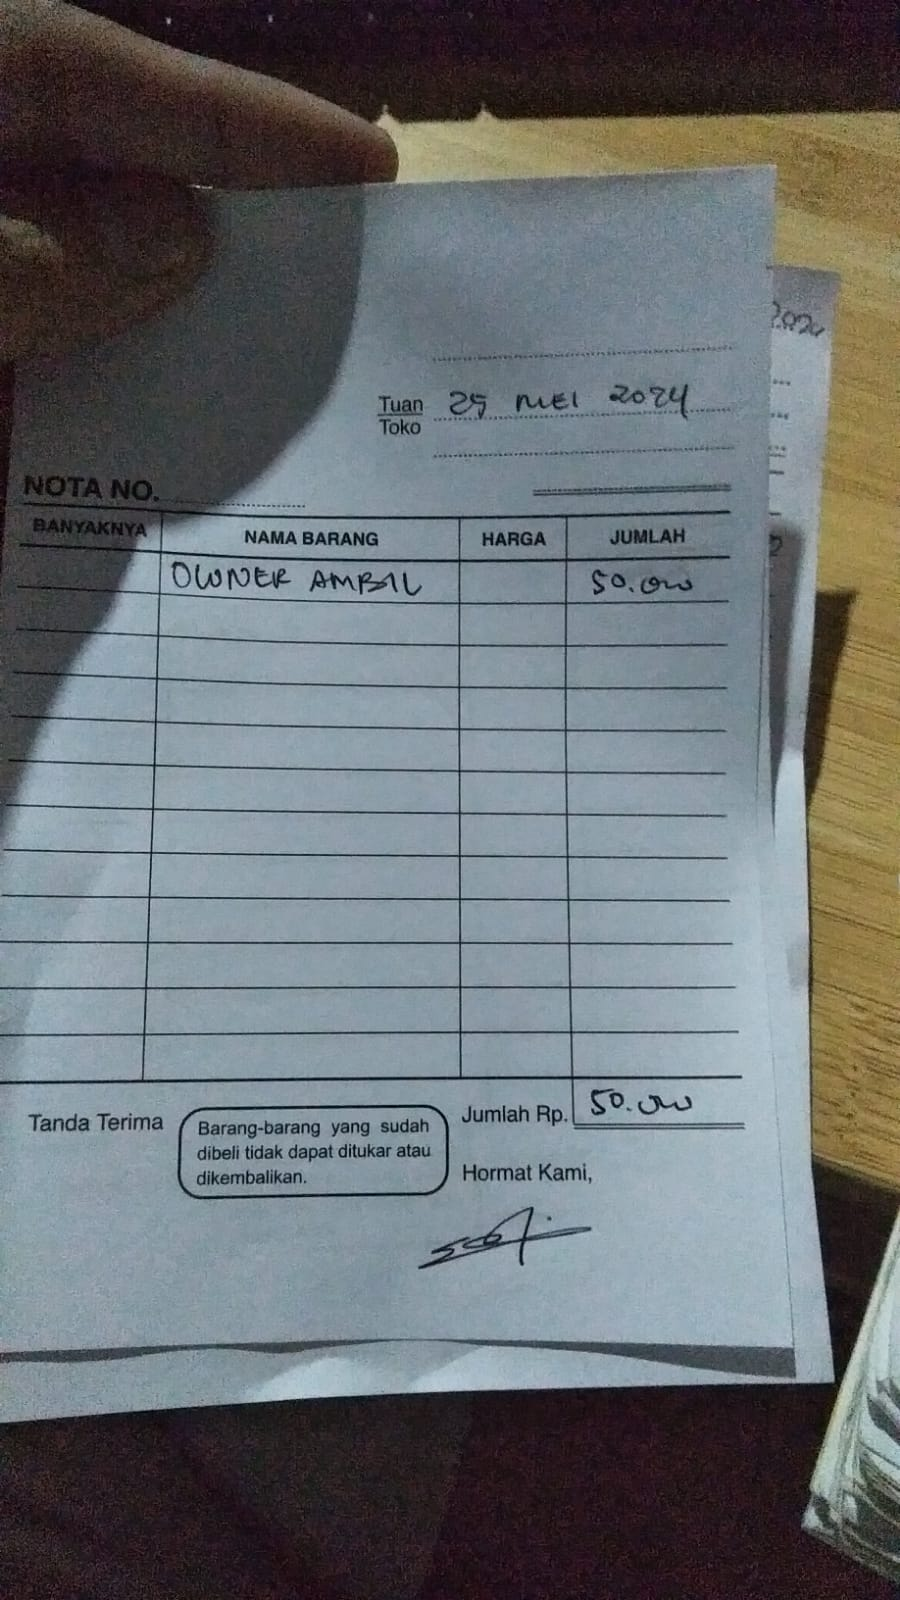 Tuan 25 MEI 2024
Toko
NOTA NO.
BANYAKNYA NAMA BARANG HARGA JUMLAH
OWNER AMBIL 50.000
Tanda Terima
Barang-barang yang sudah
dibeli tidak dapat ditukar atau
dikembalikan.
Jumlah Rp. 50.000
Hormat Kami,